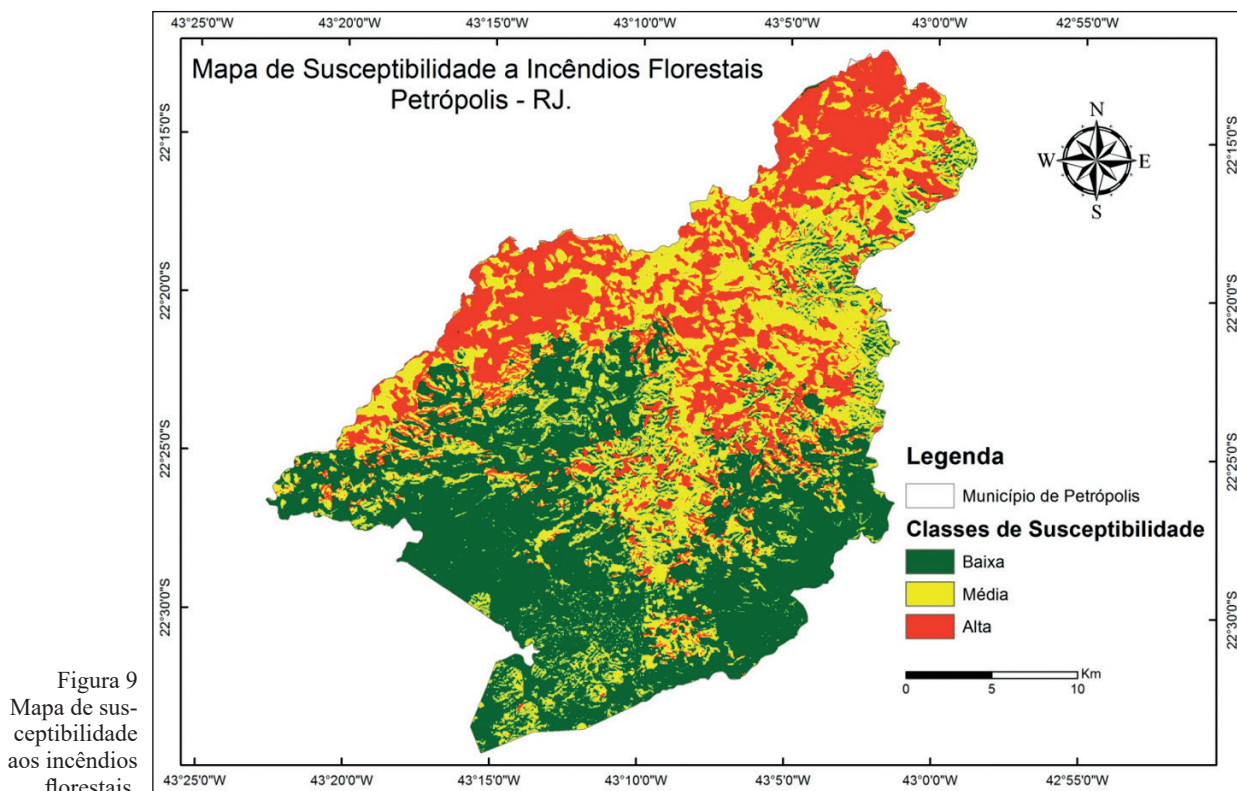 43°25'0"W 43°20'0"W 43°15'0"W 43°10'0"W 43°5'0"W 43°0'0"W 42°55'0"W
Mapa de Susceptibilidade a Incêndios Florestais
Petrópolis - RJ.
N
W E
S
22°15'0"S 22°15'0"S
22°20'0"S 22°20'0"S
22°25'0"S 22°25'0"S
22°30'0"S 22°30'0"S
Legenda
Município de Petrópolis
Classes de Susceptibilidade
Baixa
Média
Alta
Km
0 5 10
43°25'0"W 43°20'0"W 43°15'0"W 43°10'0"W 43°5'0"W 43°0'0"W 42°55'0"W
Figura 9
Mapa de sus-
ceptibilidade
aos incêndios
florestais.